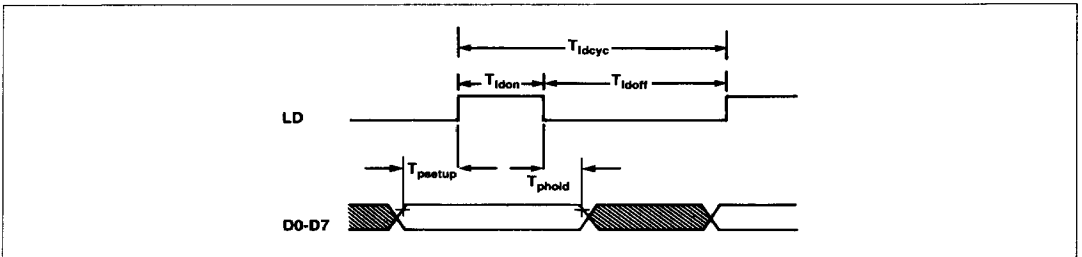 Tldcyc
Tldon
Tldoff
LD
Tpsetup
Tphold
D0-D7